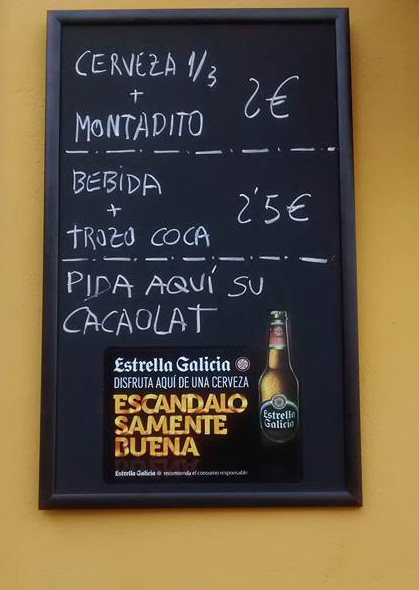 CERVEZA 1/3
+
MONTADITO
2€
BEBIDA
+
TROZO COCA
2'5€
PIDA AQUÍ SU
CACAOLAT
Estrella Galicia
DISFRUTA AQUÍ DE UNA CERVEZA
ESCANDALO
SAMENTE
BUENA
Estrella Galicia recomienda el consumo responsable
Estrella
Galicia